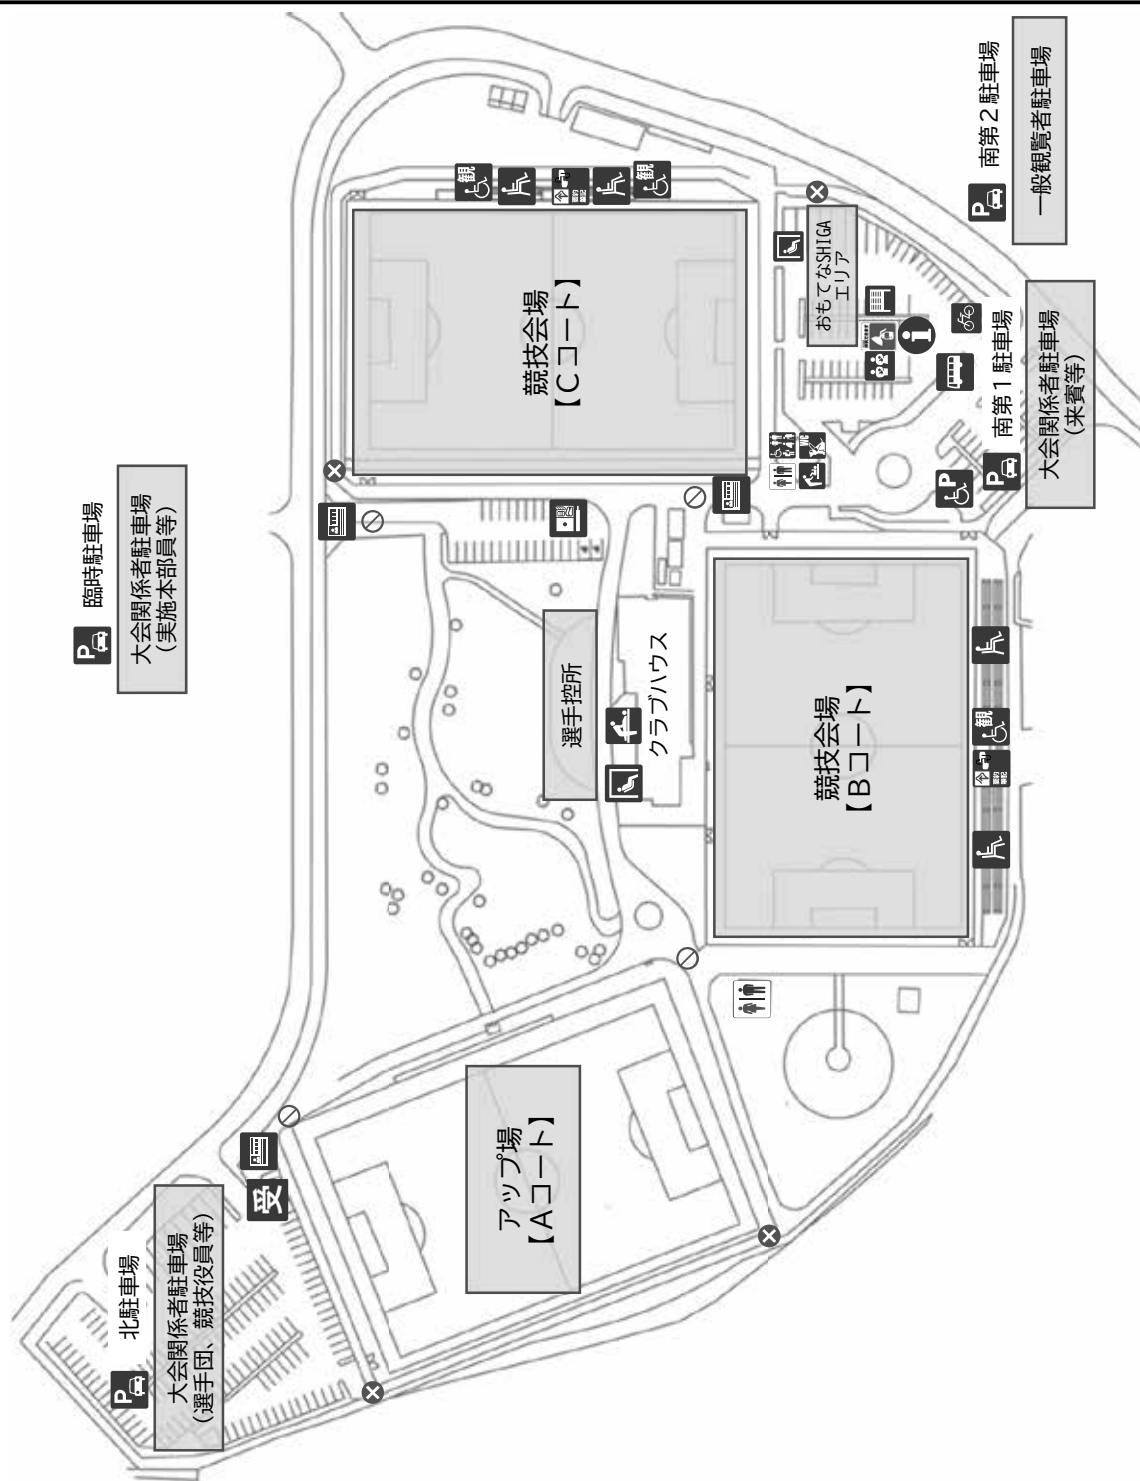 北駐車場
P
大会関係者駐車場
（選手団、競技役員等）
受
臨時駐車場
P
大会関係者駐車場
（実施本部員等）
アップ場
【Aコート】
選手控所
クラブハウス
競技会場
【Bコート】
観
競技会場
【Cコート】
観
観
おもてなSHIGA
エリア
WC
i
P
南第１駐車場
P
大会関係者駐車場
（来賓等）
南第２駐車場
P
一般観覧者駐車場